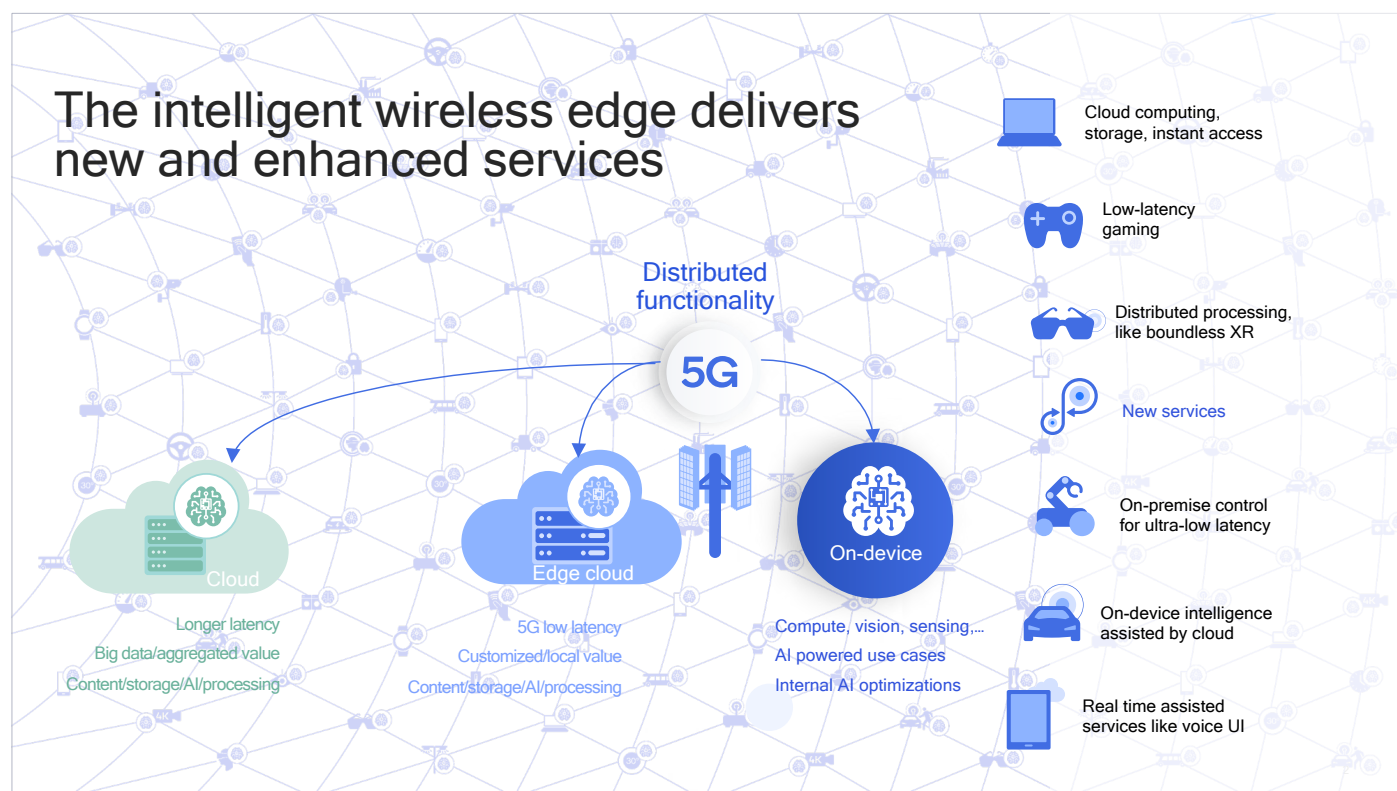 The intelligent wireless edge delivers
new and enhanced services
Distributed
functionality
5G
Cloud
Longer latency
Big data/aggregated value
Content/storage/AI/processing
Edge cloud
5G low latency
Customized/local value
Content/storage/AI/processing
On-device
Compute, vision, sensing,…
AI powered use cases
Internal AI optimizations
Cloud computing,
storage, instant access
Low-latency
gaming
Distributed processing,
like boundless XR
New services
On-premise control
for ultra-low latency
On-device intelligence
assisted by cloud
Real time assisted
services like voice UI